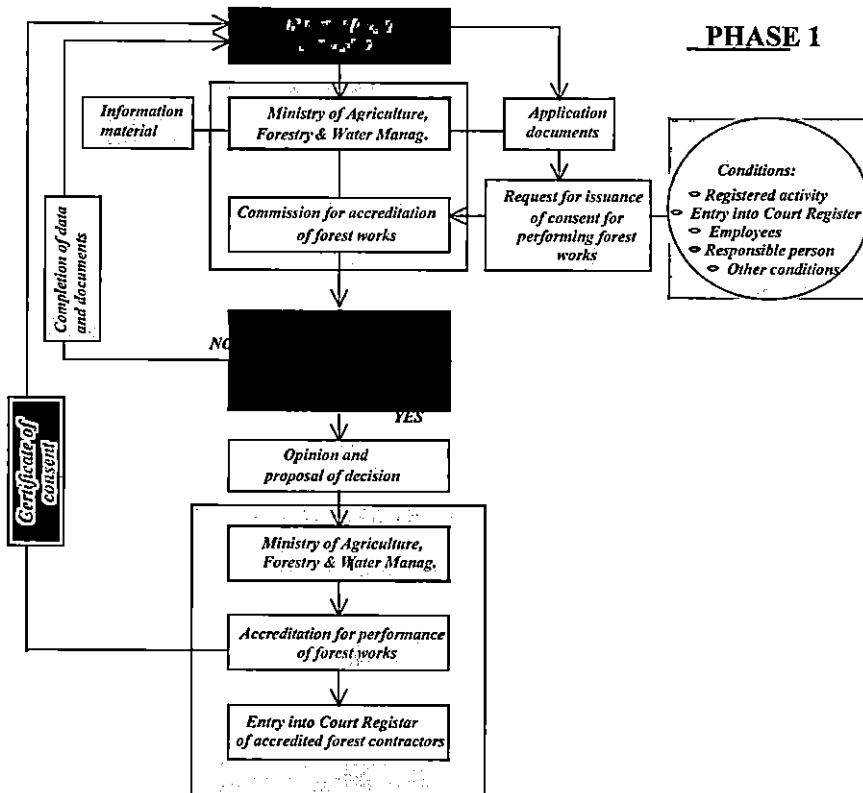 PHASE 1
Information
material
Ministry of Agriculture,
Forestry & Water Manag.
Application
documents
Conditions:
Registered activity
Entry into Court Register
Employees
Responsible person
Other conditions
Commission for accreditation
of forest works
Request for issuance
of consent for
performing forest
works
Completion of data
and documents
NO
YES
Certificate of
consent
Opinion and
proposal of decision
Ministry of Agriculture,
Forestry & Water Manag.
Accreditation for performance
of forest works
Entry into Court Registar
of accredited forest contractors